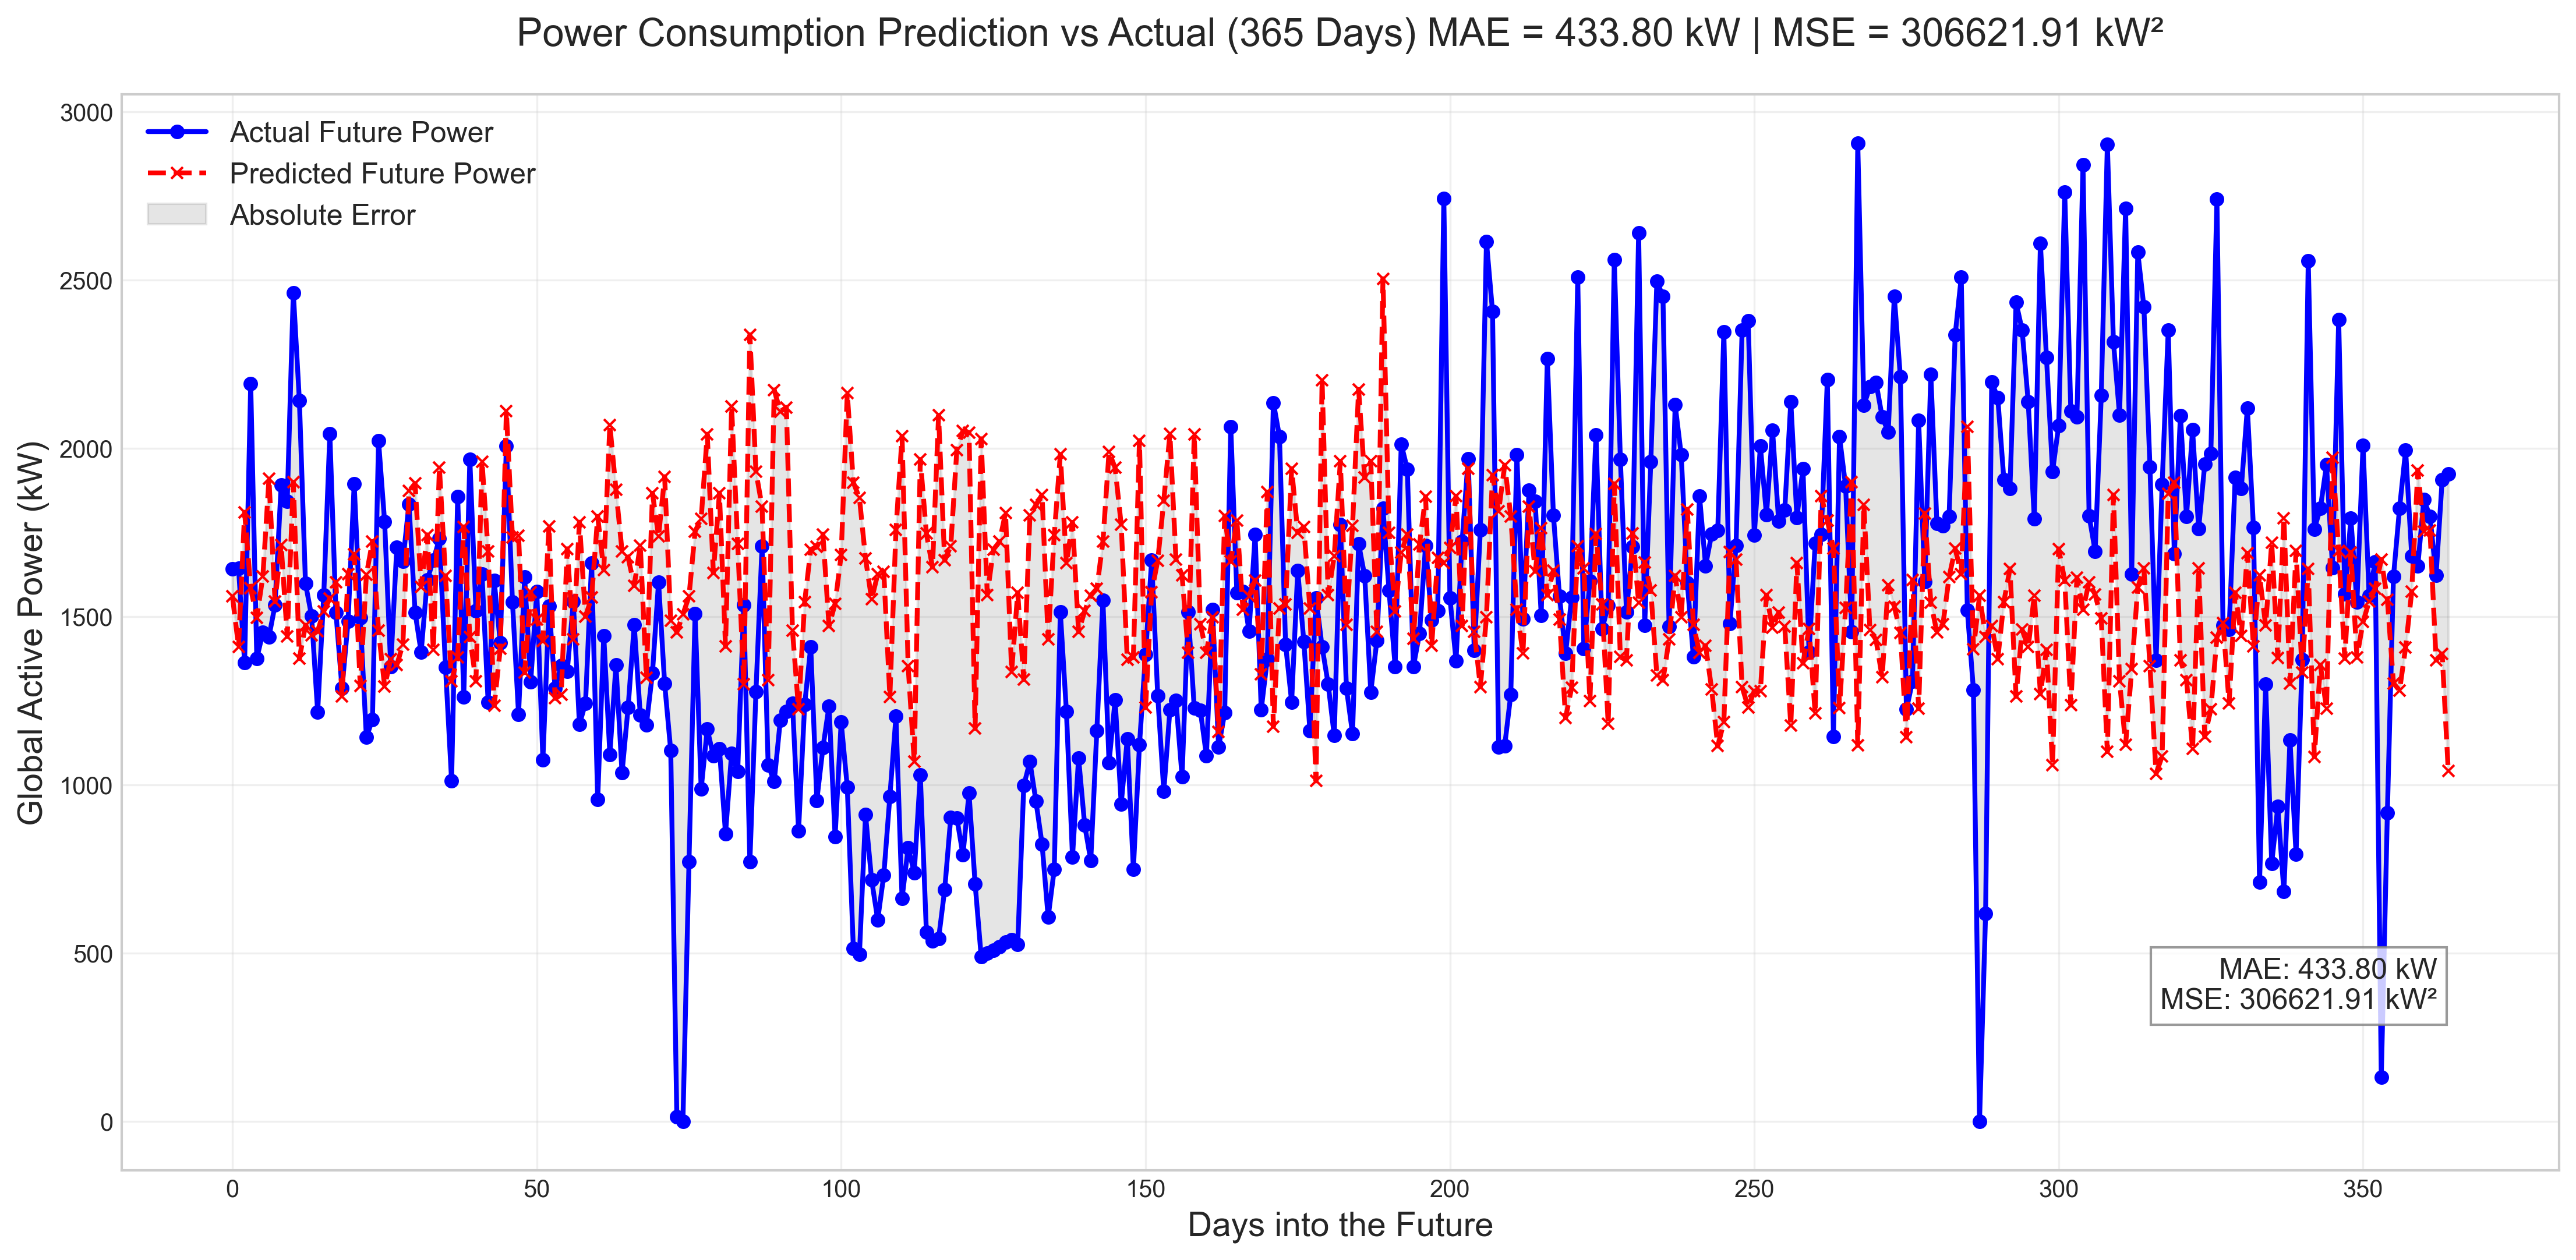 Power Consumption Prediction vs Actual (365 Days) MAE = 433.80 kW | MSE = 306621.91 kW²
Actual Future Power
Predicted Future Power
Absolute Error
Global Active Power (kW)
3000
2500
2000
1500
1000
500
0
MAE: 433.80 kW
MSE: 306621.91 kW²
0 50 100 150 200 250 300 350
Days into the Future